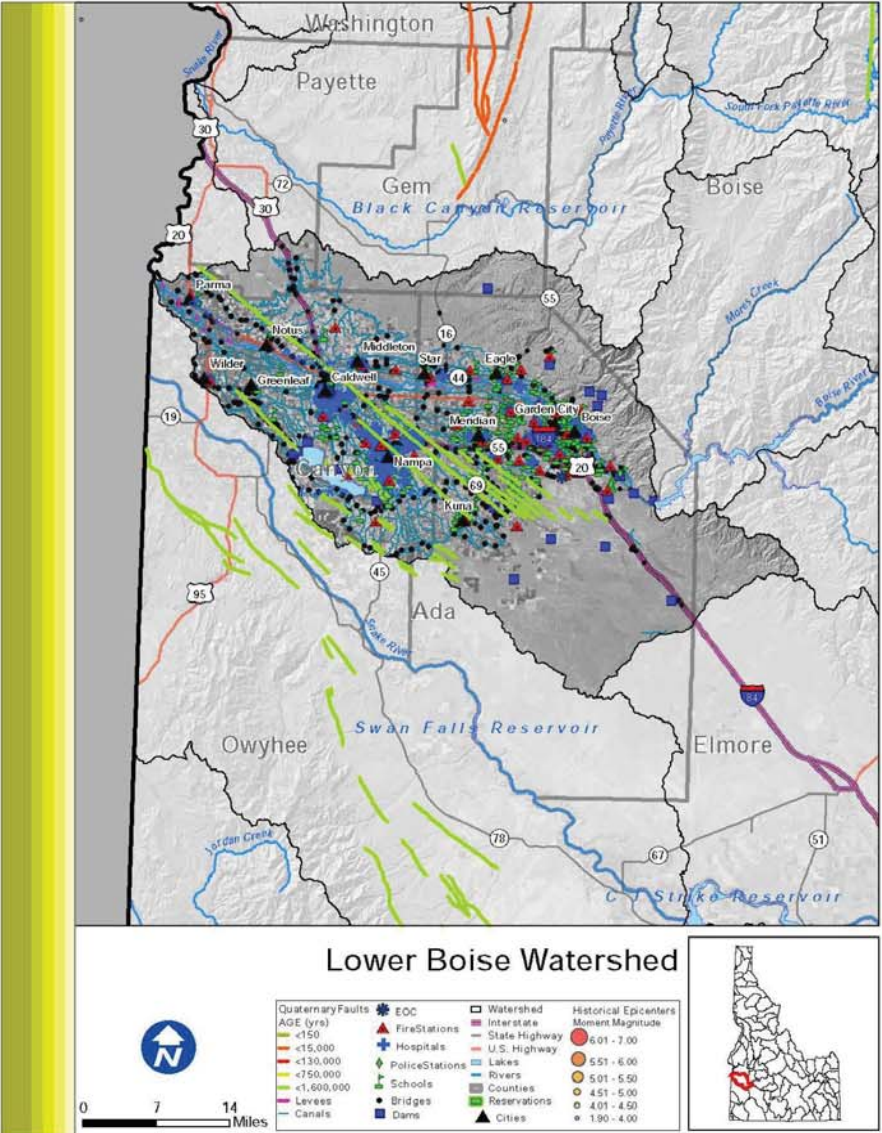 Washington
Snake River
Payette
South Fork Payette River
Payette River
30
72
Gem
Boise
30
Black Canyon Reservoir
20
Mores Creek
Parma
55
16
Notus
Middleton
Star
Eagle
Wilder
Caldwell
44
Greenleaf
Boise River
Garden City
Boise
19
Meridian
184
55
Canyon
Nampa
20
69
Kuna
45
95
Ada
Snake River
84
Swan Falls Reservoir
Owyhee
Elmore
Jordan Creek
78
67
51
C J Strike Reservoir
Lower Boise Watershed
N
0 7 14
Miles
Quaternary Faults
AGE (yrs)
<150
<15,000
<130,000
<750,000
<1,600,000
Levees
Canals
EOC
FireStations
Hospitals
PoliceStations
Schools
Bridges
Dams
Watershed
Interstate
State Highway
U.S. Highway
Lakes
Rivers
Counties
Reservations
Cities
Historical Epicenters
Moment Magnitude
6.01 - 7.00
5.51 - 6.00
5.01 - 5.50
4.51 - 5.00
4.01 - 4.50
1.90 - 4.00